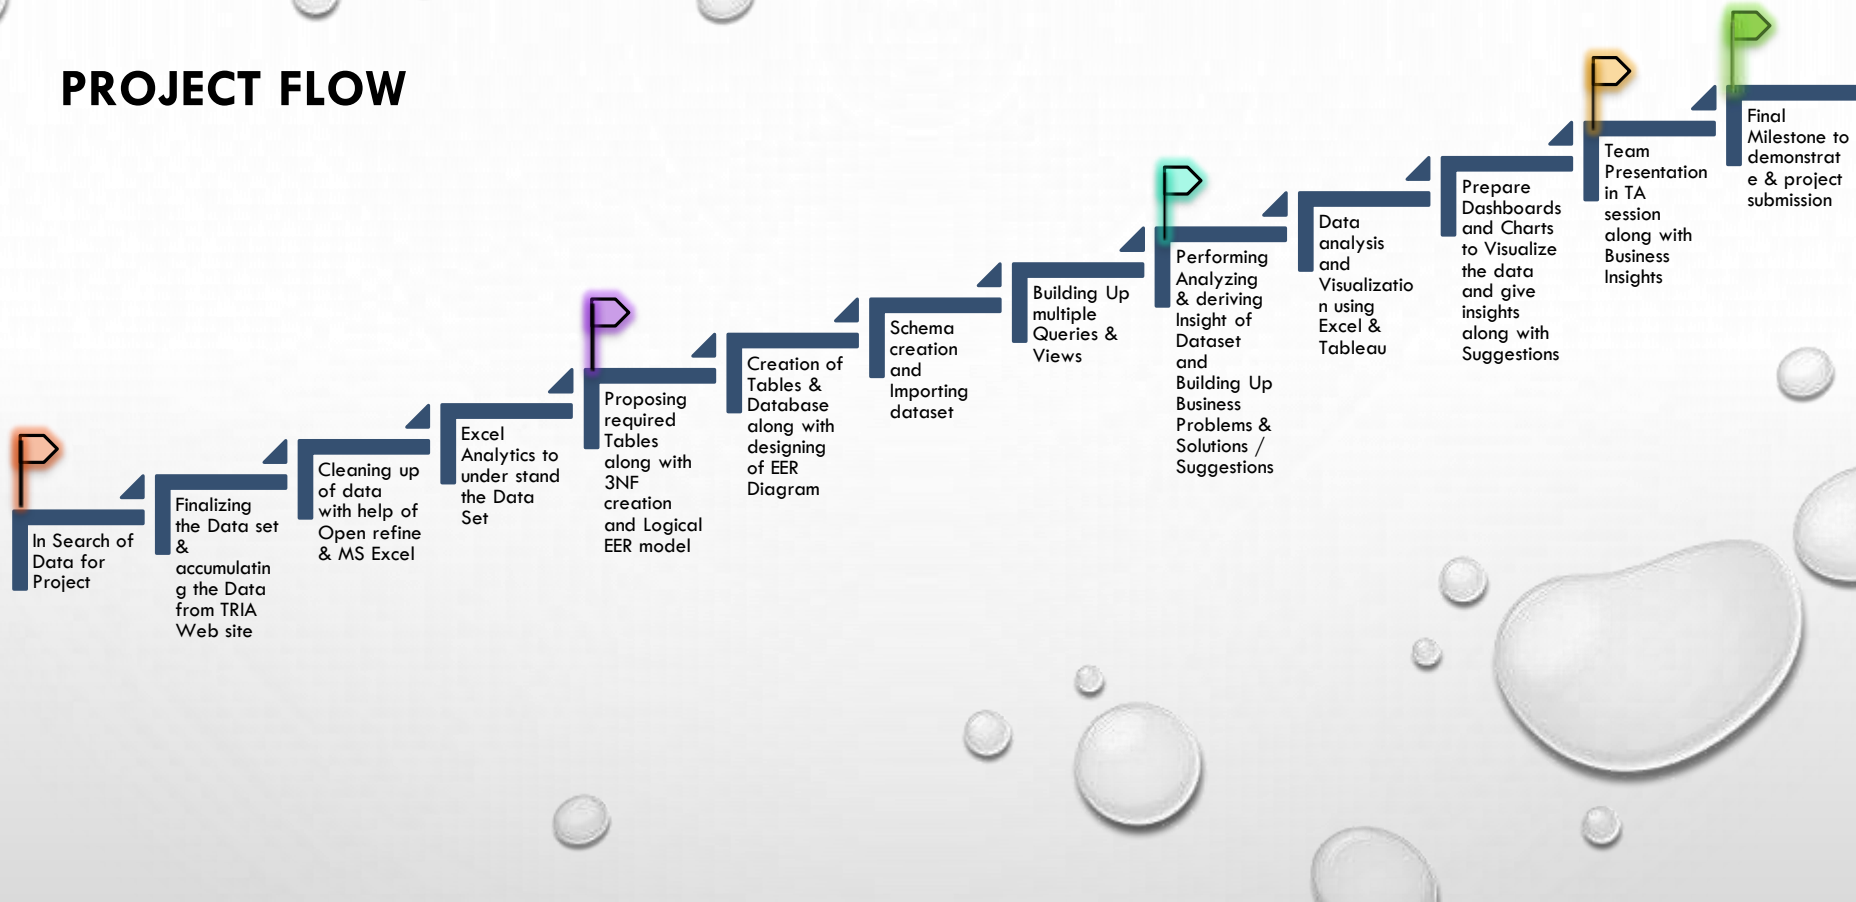 PROJECT FLOW
In Search of
Data for
Project
Finalizing
the Data set
&
accumulatin
g the Data
from TRIA
Web site
Cleaning up
of data
with help of
Open refine
& MS Excel
Excel
Analytics to
under stand
the Data
Set
Proposing
required
Tables
along with
3NF
creation
and Logical
EER model
Creation of
Tables &
Database
along with
designing
of EER
Diagram
Schema
creation
and
Importing
dataset
Building Up
multiple
Queries &
Views
Performing
Analyzing
& deriving
Insight of
Dataset
and
Building Up
Business
Problems &
Solutions /
Suggestions
Data
analysis
and
Visualizatio
n using
Excel &
Tableau
Prepare
Dashboards
and Charts
to Visualize
the data
and give
insights
along with
Suggestions
Team
Presentation
in TA
session
along with
Business
Insights
Final
Milestone to
demonstrat
e & project
submission